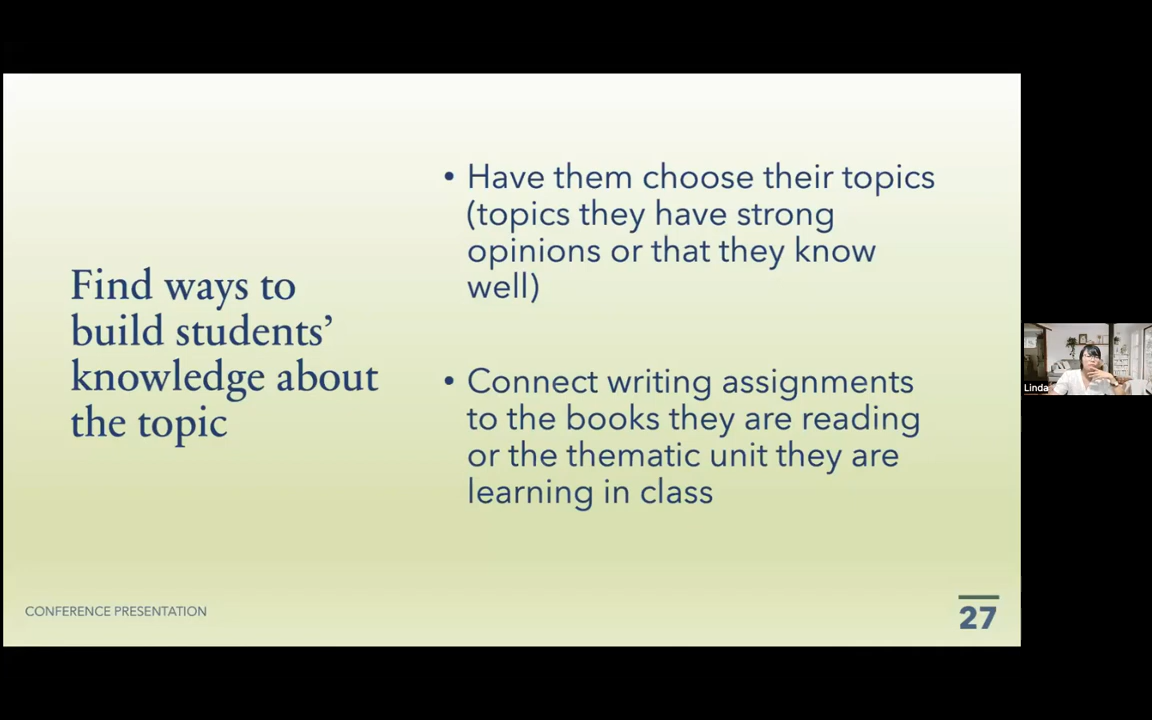 Find ways to
build students’
knowledge about
the topic
• Have them choose their topics
(topics they have strong
opinions or that they know
well)
• Connect writing assignments
to the books they are reading
or the thematic unit they are
learning in class
CONFERENCE PRESENTATION
27
Linda